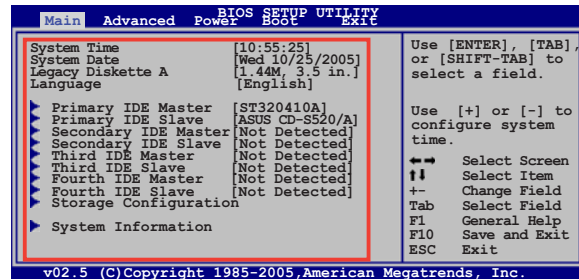 BIOS SETUP UTILITY
Main Advanced Power Boot Exit
System Time [10:55:25]
System Date [Wed 10/25/2005]
Legacy Diskette A [1.44M, 3.5 in.]
Language [English]
Primary IDE Master [ST320410A]
Primary IDE Slave [ASUS CD-S520/A]
Secondary IDE Master [Not Detected]
Secondary IDE Slave [Not Detected]
Third IDE Master [Not Detected]
Third IDE Slave [Not Detected]
Fourth IDE Master [Not Detected]
Fourth IDE Slave [Not Detected]
Storage Configuration
System Information
Use [ENTER], [TAB],
or [SHIFT-TAB] to
select a field.
Use [+] or [-] to
configure system
time.
Select Screen
Select Item
+- Change Field
Tab Select Field
F1 General Help
F10 Save and Exit
ESC Exit
v02.5 (C)Copyright 1985-2005,American Megatrends, Inc.